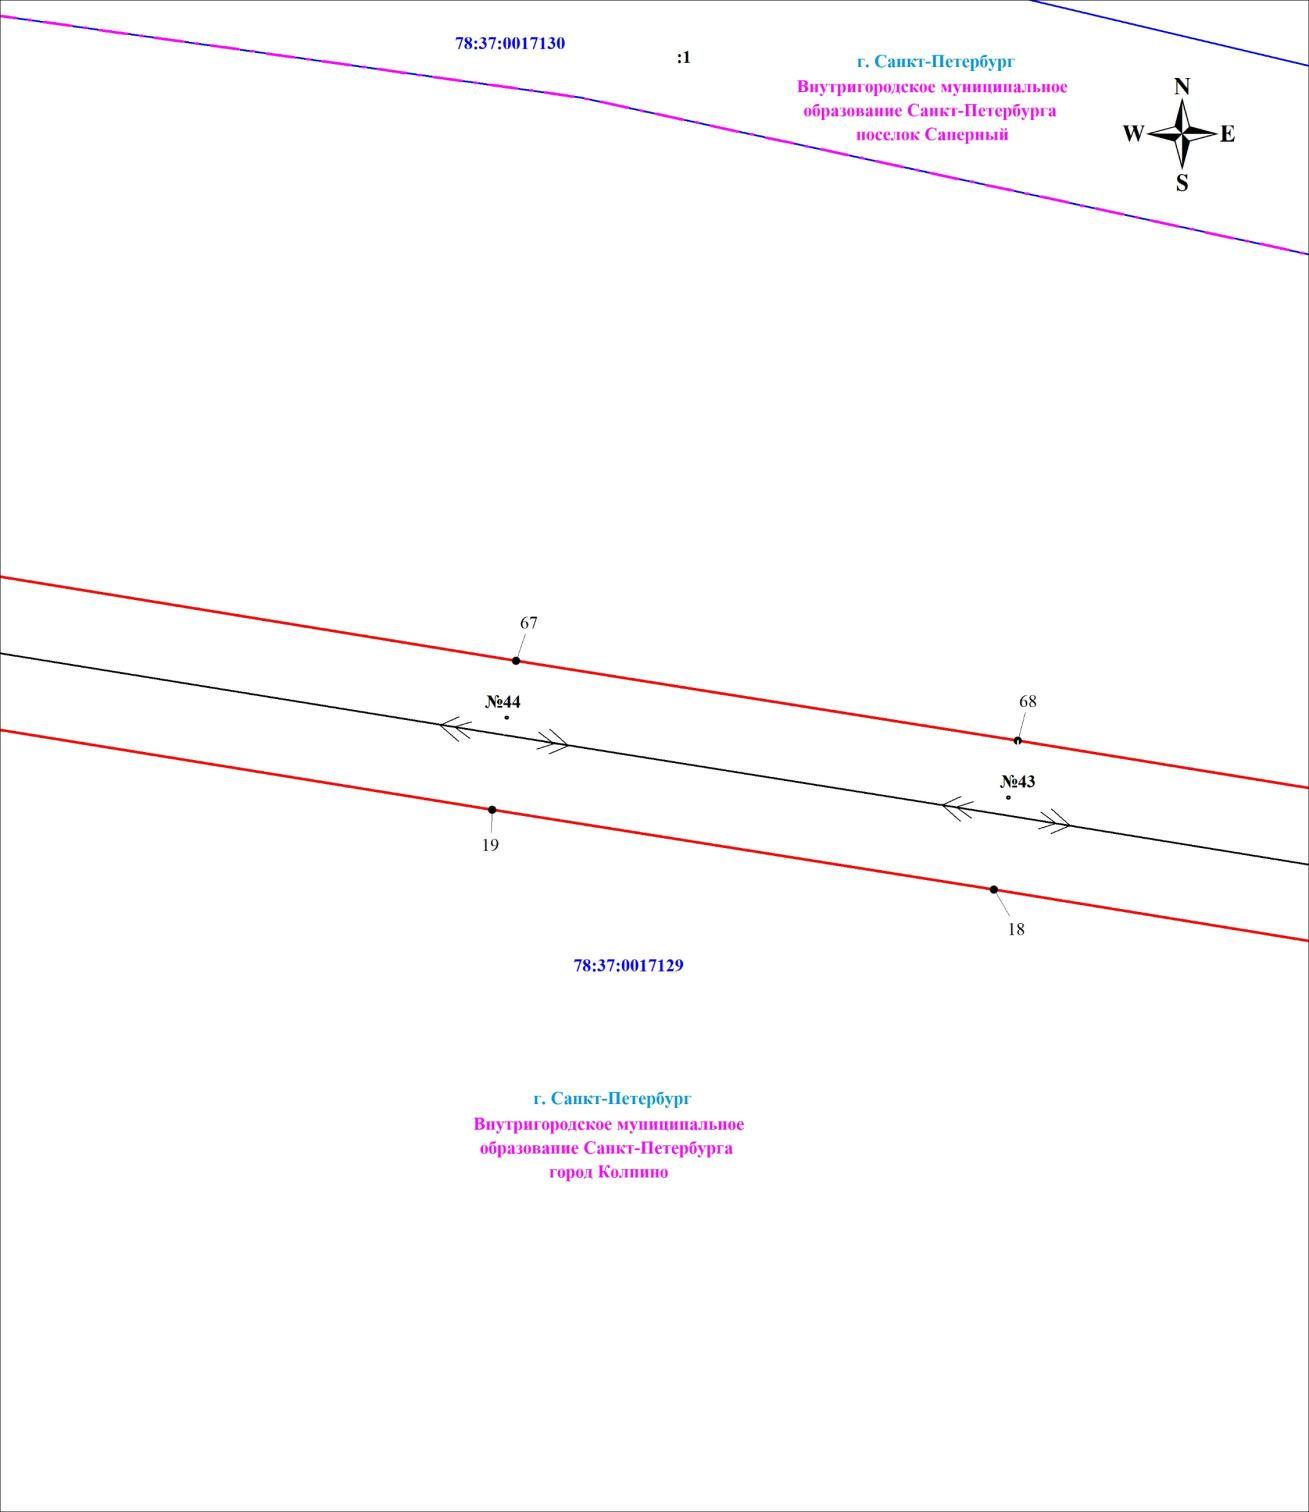 78:37:0017130
:1
г. Санкт-Петербург
Внутригородское муниципальное
образование Санкт-Петербурга
поселок Саперный
N
W E
S
67
68
№44
№43
19
18
78:37:0017129
г. Санкт-Петербург
Внутригородское муниципальное
образование Санкт-Петербурга
город Колпино